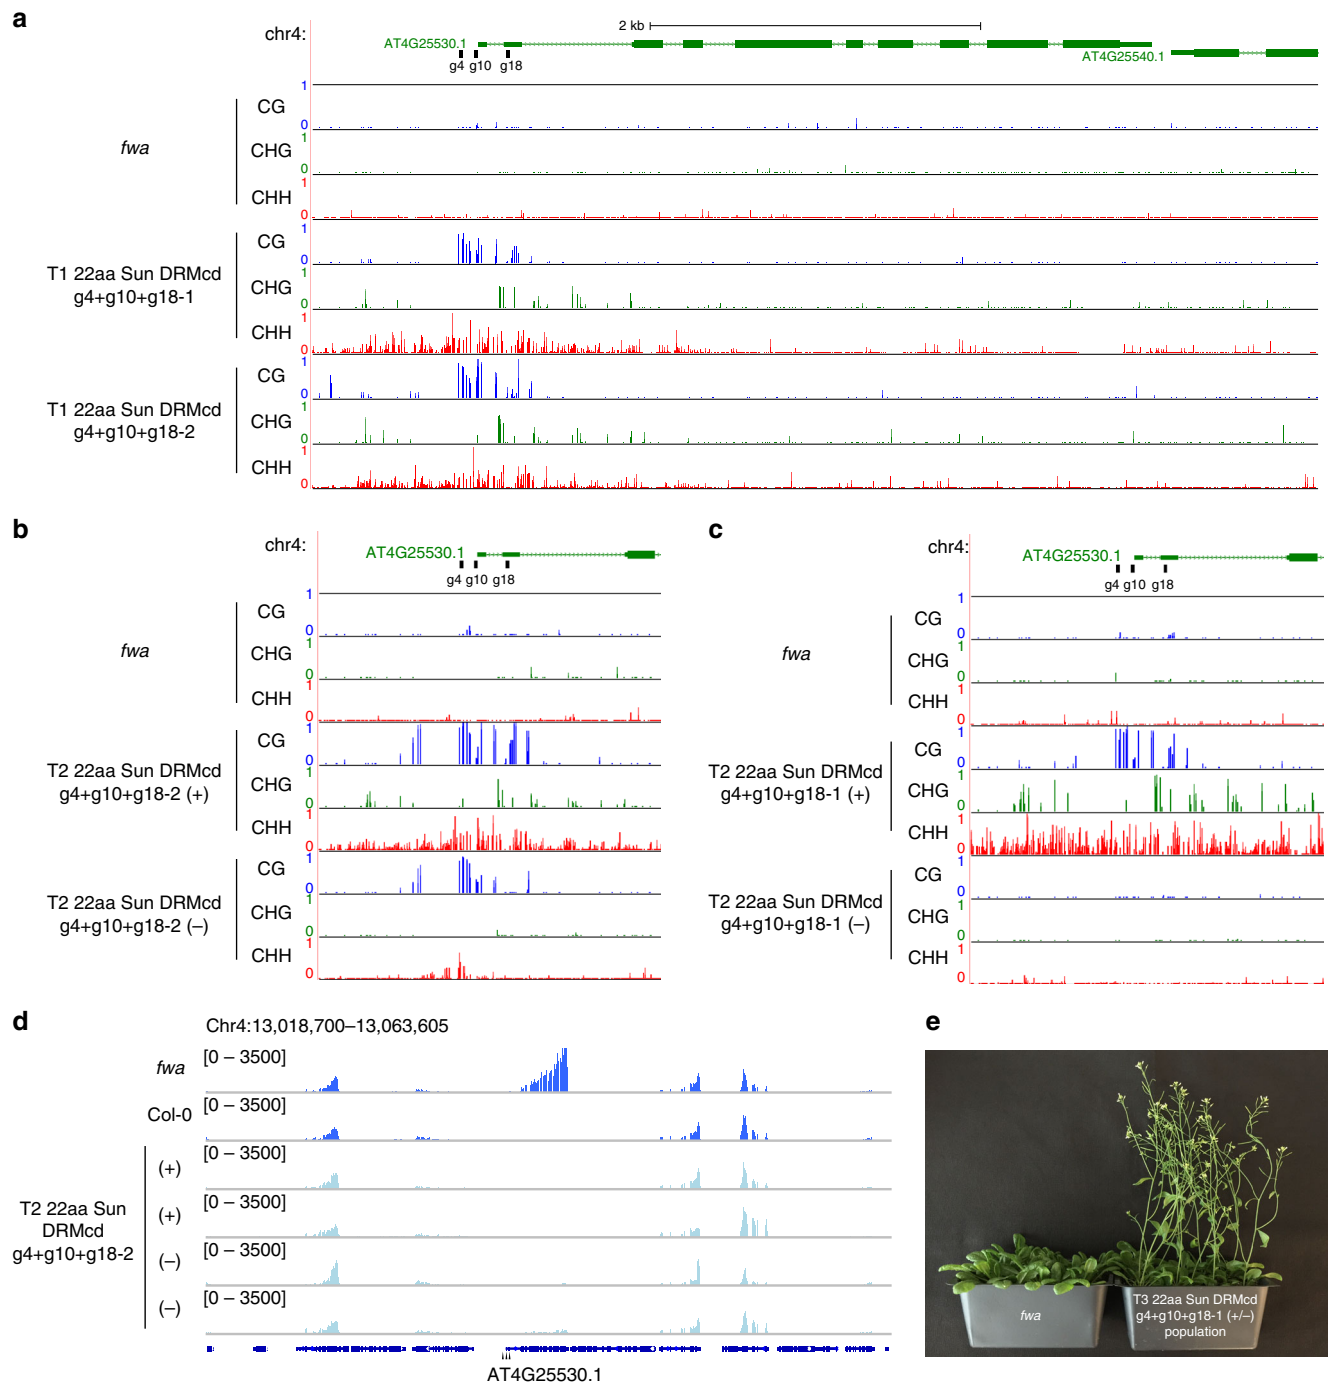 a
chr4:
2 kb
AT4G25530.1
AT4G25540.1
g4 g10 g18
fwa
CG
1
0
CHG
1
0
CHH
1
0
T1 22aa Sun DRMcd
g4+g10+g18-1
CG
1
0
CHG
1
0
CHH
1
0
T1 22aa Sun DRMcd
g4+g10+g18-2
CG
1
0
CHG
1
0
CHH
1
0
b
chr4:
AT4G25530.1
g4 g10 g18
fwa
CG
1
0
CHG
1
0
CHH
1
0
T2 22aa Sun DRMcd
g4+g10+g18-2 (+)
CG
1
0
CHG
1
0
CHH
1
0
T2 22aa Sun DRMcd
g4+g10+g18-2 (–)
CG
1
0
CHG
1
0
CHH
1
0
c
chr4:
AT4G25530.1
g4 g10 g18
fwa
CG
1
0
CHG
1
0
CHH
1
0
T2 22aa Sun DRMcd
g4+g10+g18-1 (+)
CG
1
0
CHG
1
0
CHH
1
0
T2 22aa Sun DRMcd
g4+g10+g18-1 (–)
CG
1
0
CHG
1
0
CHH
1
0
d
Chr4:13,018,700–13,063,605
fwa
[0 – 3500]
Col-0
[0 – 3500]
T2 22aa Sun
DRMcd
g4+g10+g18-2
(+)
[0 – 3500]
(+)
[0 – 3500]
(–)
[0 – 3500]
(–)
[0 – 3500]
AT4G25530.1
e
fwa
T3 22aa Sun DRMcd
g4+g10+g18-1 (+/–)
population